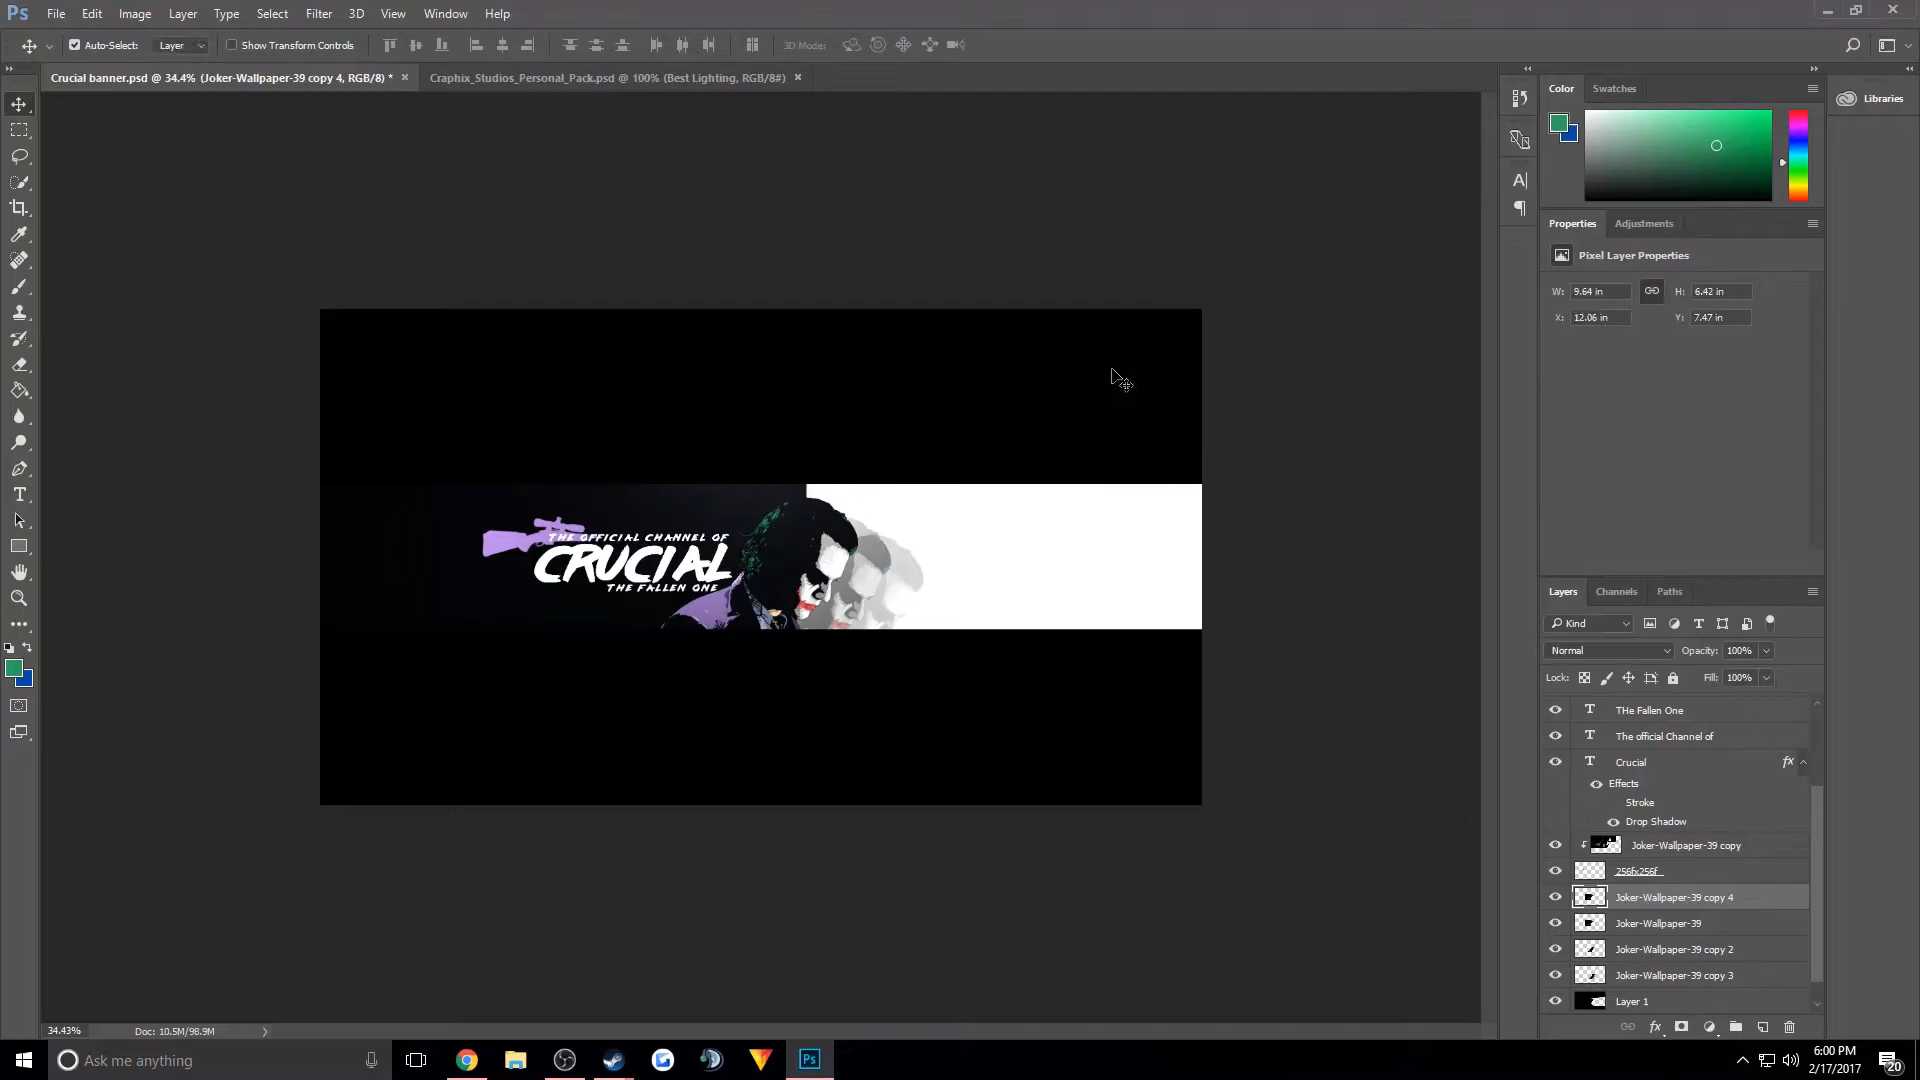 Ps File Edit Image Layer Type Select Filter 3D View Window Help
Auto-Select: Layer Show Transform Controls 3D Mode:
Crucial banner.psd @ 34.4% (Joker-Wallpaper-39 copy 4, RGB/8) * × Craphix_Studios_Personal_Pack.psd @ 100% (Best Lighting, RGB/8#) ×
Color Swatches
Libraries
Properties Adjustments
Pixel Layer Properties
W: 9.64 in H: 6.42 in
X: 12.06 in Y: 7.47 in
THE OFFICIAL CHANNEL OF
CRUCIAL
THE FALLEN ONE
Layers Channels Paths
Kind
Normal Opacity: 100%
Lock: Fill: 100%
THe Fallen One
The official Channel of
Crucial fx
Effects
Stroke
Drop Shadow
Joker-Wallpaper-39 copy
256fx256f
Joker-Wallpaper-39 copy 4
Joker-Wallpaper-39
Joker-Wallpaper-39 copy 2
Joker-Wallpaper-39 copy 3
Layer 1
fx
34.43% Doc: 10.5M/98.9M
Ask me anything
Ps
6:00 PM
2/17/2017
20